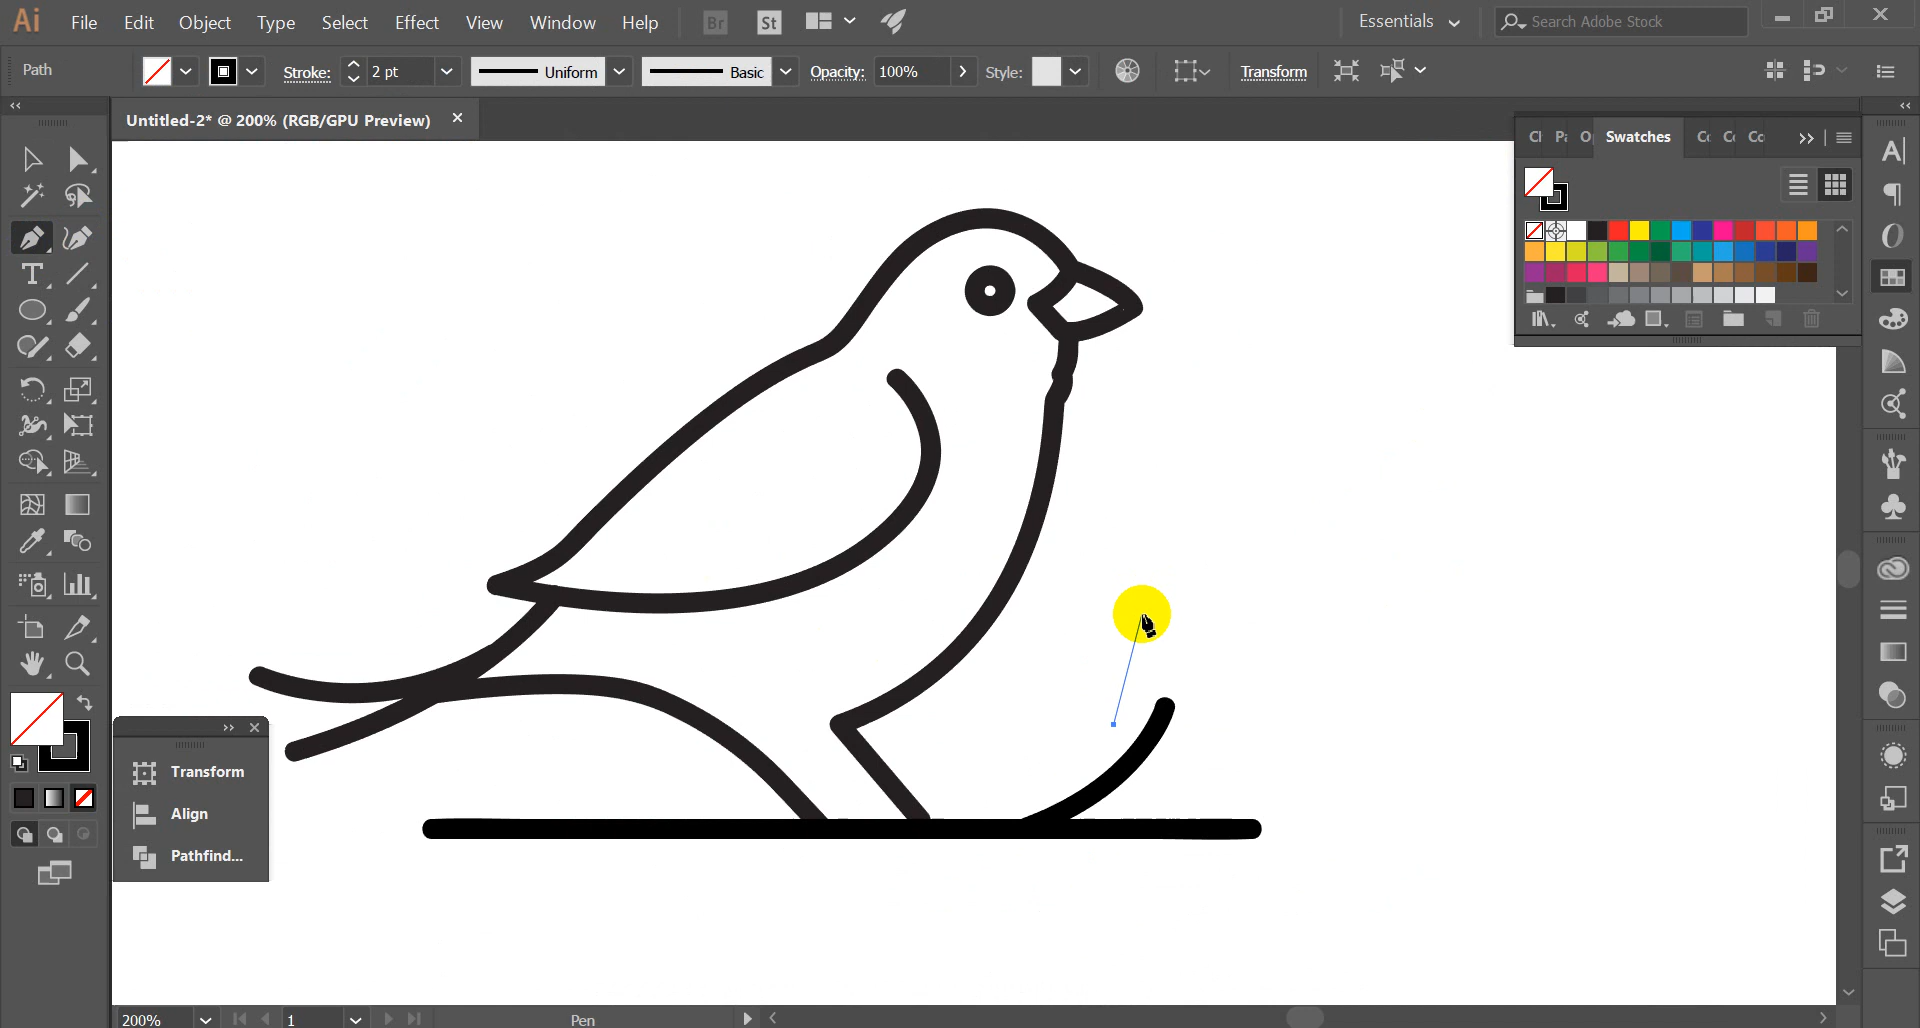 Ai File Edit Object Type Select Effect View Window Help Br St Essentials Search Adobe Stock
Path Stroke: 2 pt Uniform Basic Opacity: 100% Style: Transform
Untitled-2* @ 200% (RGB/GPU Preview)
Swatches
Transform
Align
Pathfind...
200% 1 Pen